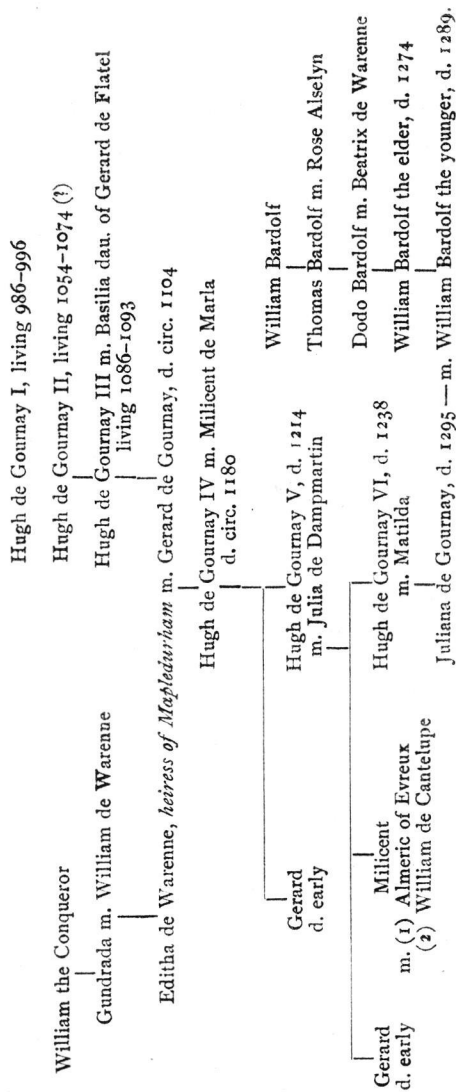 Hugh de Gournay I, living 986-996
William the Conqueror
Hugh de Gournay II, living 1054-1074 (?)
Gundrada m. William de Warenne
Hugh de Gournay III m. Basilia dau. of Gerard de Flatel
living 1086-1093
Editha de Warenne, heiress of Mapledurham m. Gerard de Gournay, d. circ. 1104
Hugh de Gournay IV m. Milicent de Marla
d. circ. 1180
William Bardolf
Gerard
d. early
Hugh de Gournay V, d. 1214
m. Julia de Dampmartin
Thomas Bardolf m. Rose Alselyn
Dodo Bardolf m. Beatrix de Warenne
Gerard
d. early
Milicent
m. (1) Almeric of Evreux
(2) William de Cantelupe
Hugh de Gournay VI, d. 1238
m. Matilda
William Bardolf the elder, d. 1274
Juliana de Gournay, d. 1295 — m. William Bardolf the younger, d. 1289.